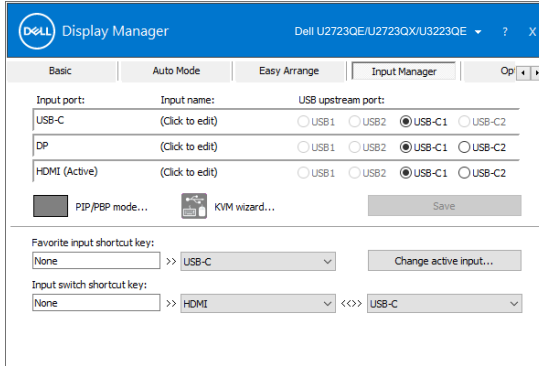 DELL Display Manager Dell U2723QE/U2723QX/U3223QE ? X
Basic Auto Mode Easy Arrange Input Manager
Input port: Input name: USB upstream port:
USB-C (Click to edit) USB1 USB2 USB-C1 USB-C2
DP (Click to edit) USB1 USB2 USB-C1 USB-C2
HDMI (Active) (Click to edit) USB1 USB2 USB-C1 USB-C2
PIP/PBP mode... KVM wizard... Save
Favorite input shortcut key:
None >> USB-C Change active input...
Input switch shortcut key:
None >> HDMI <<>> USB-C